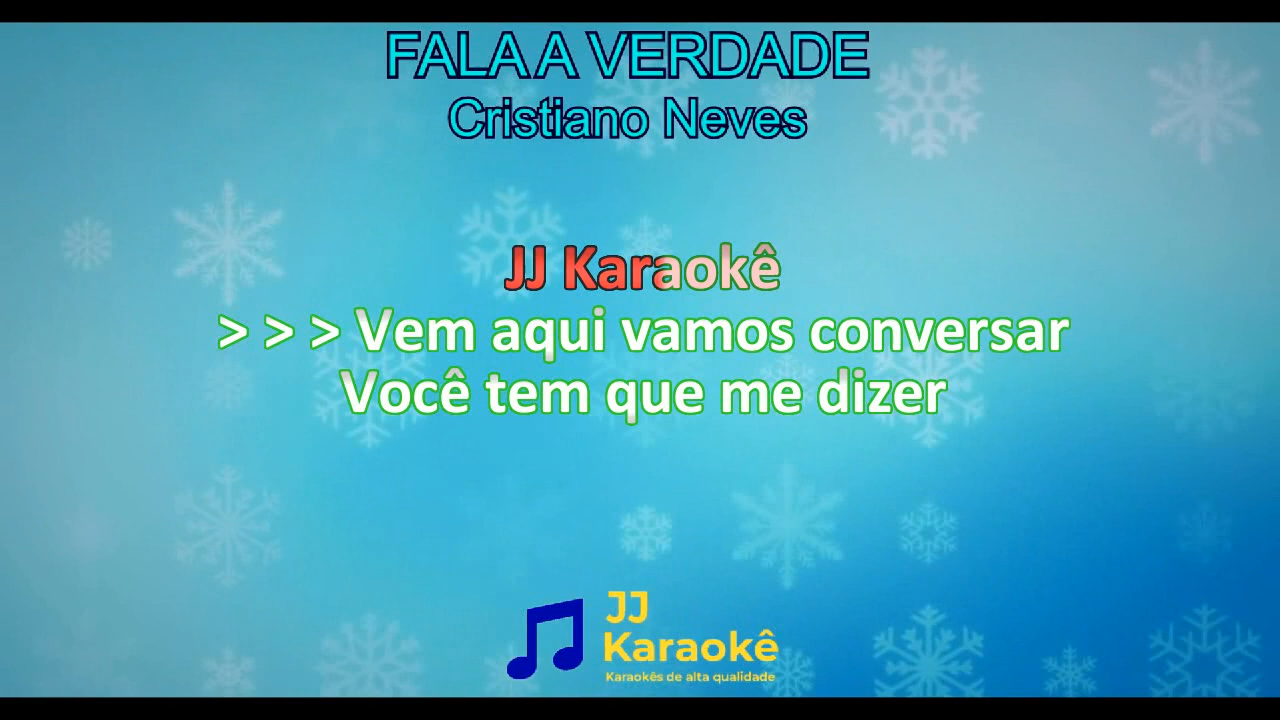 FALA A VERDADE
Cristiano Neves
JJ Karaokê
> > > Vem aqui vamos conversar
Você tem que me dizer
JJ
Karaokê
Karaokês de alta qualidade